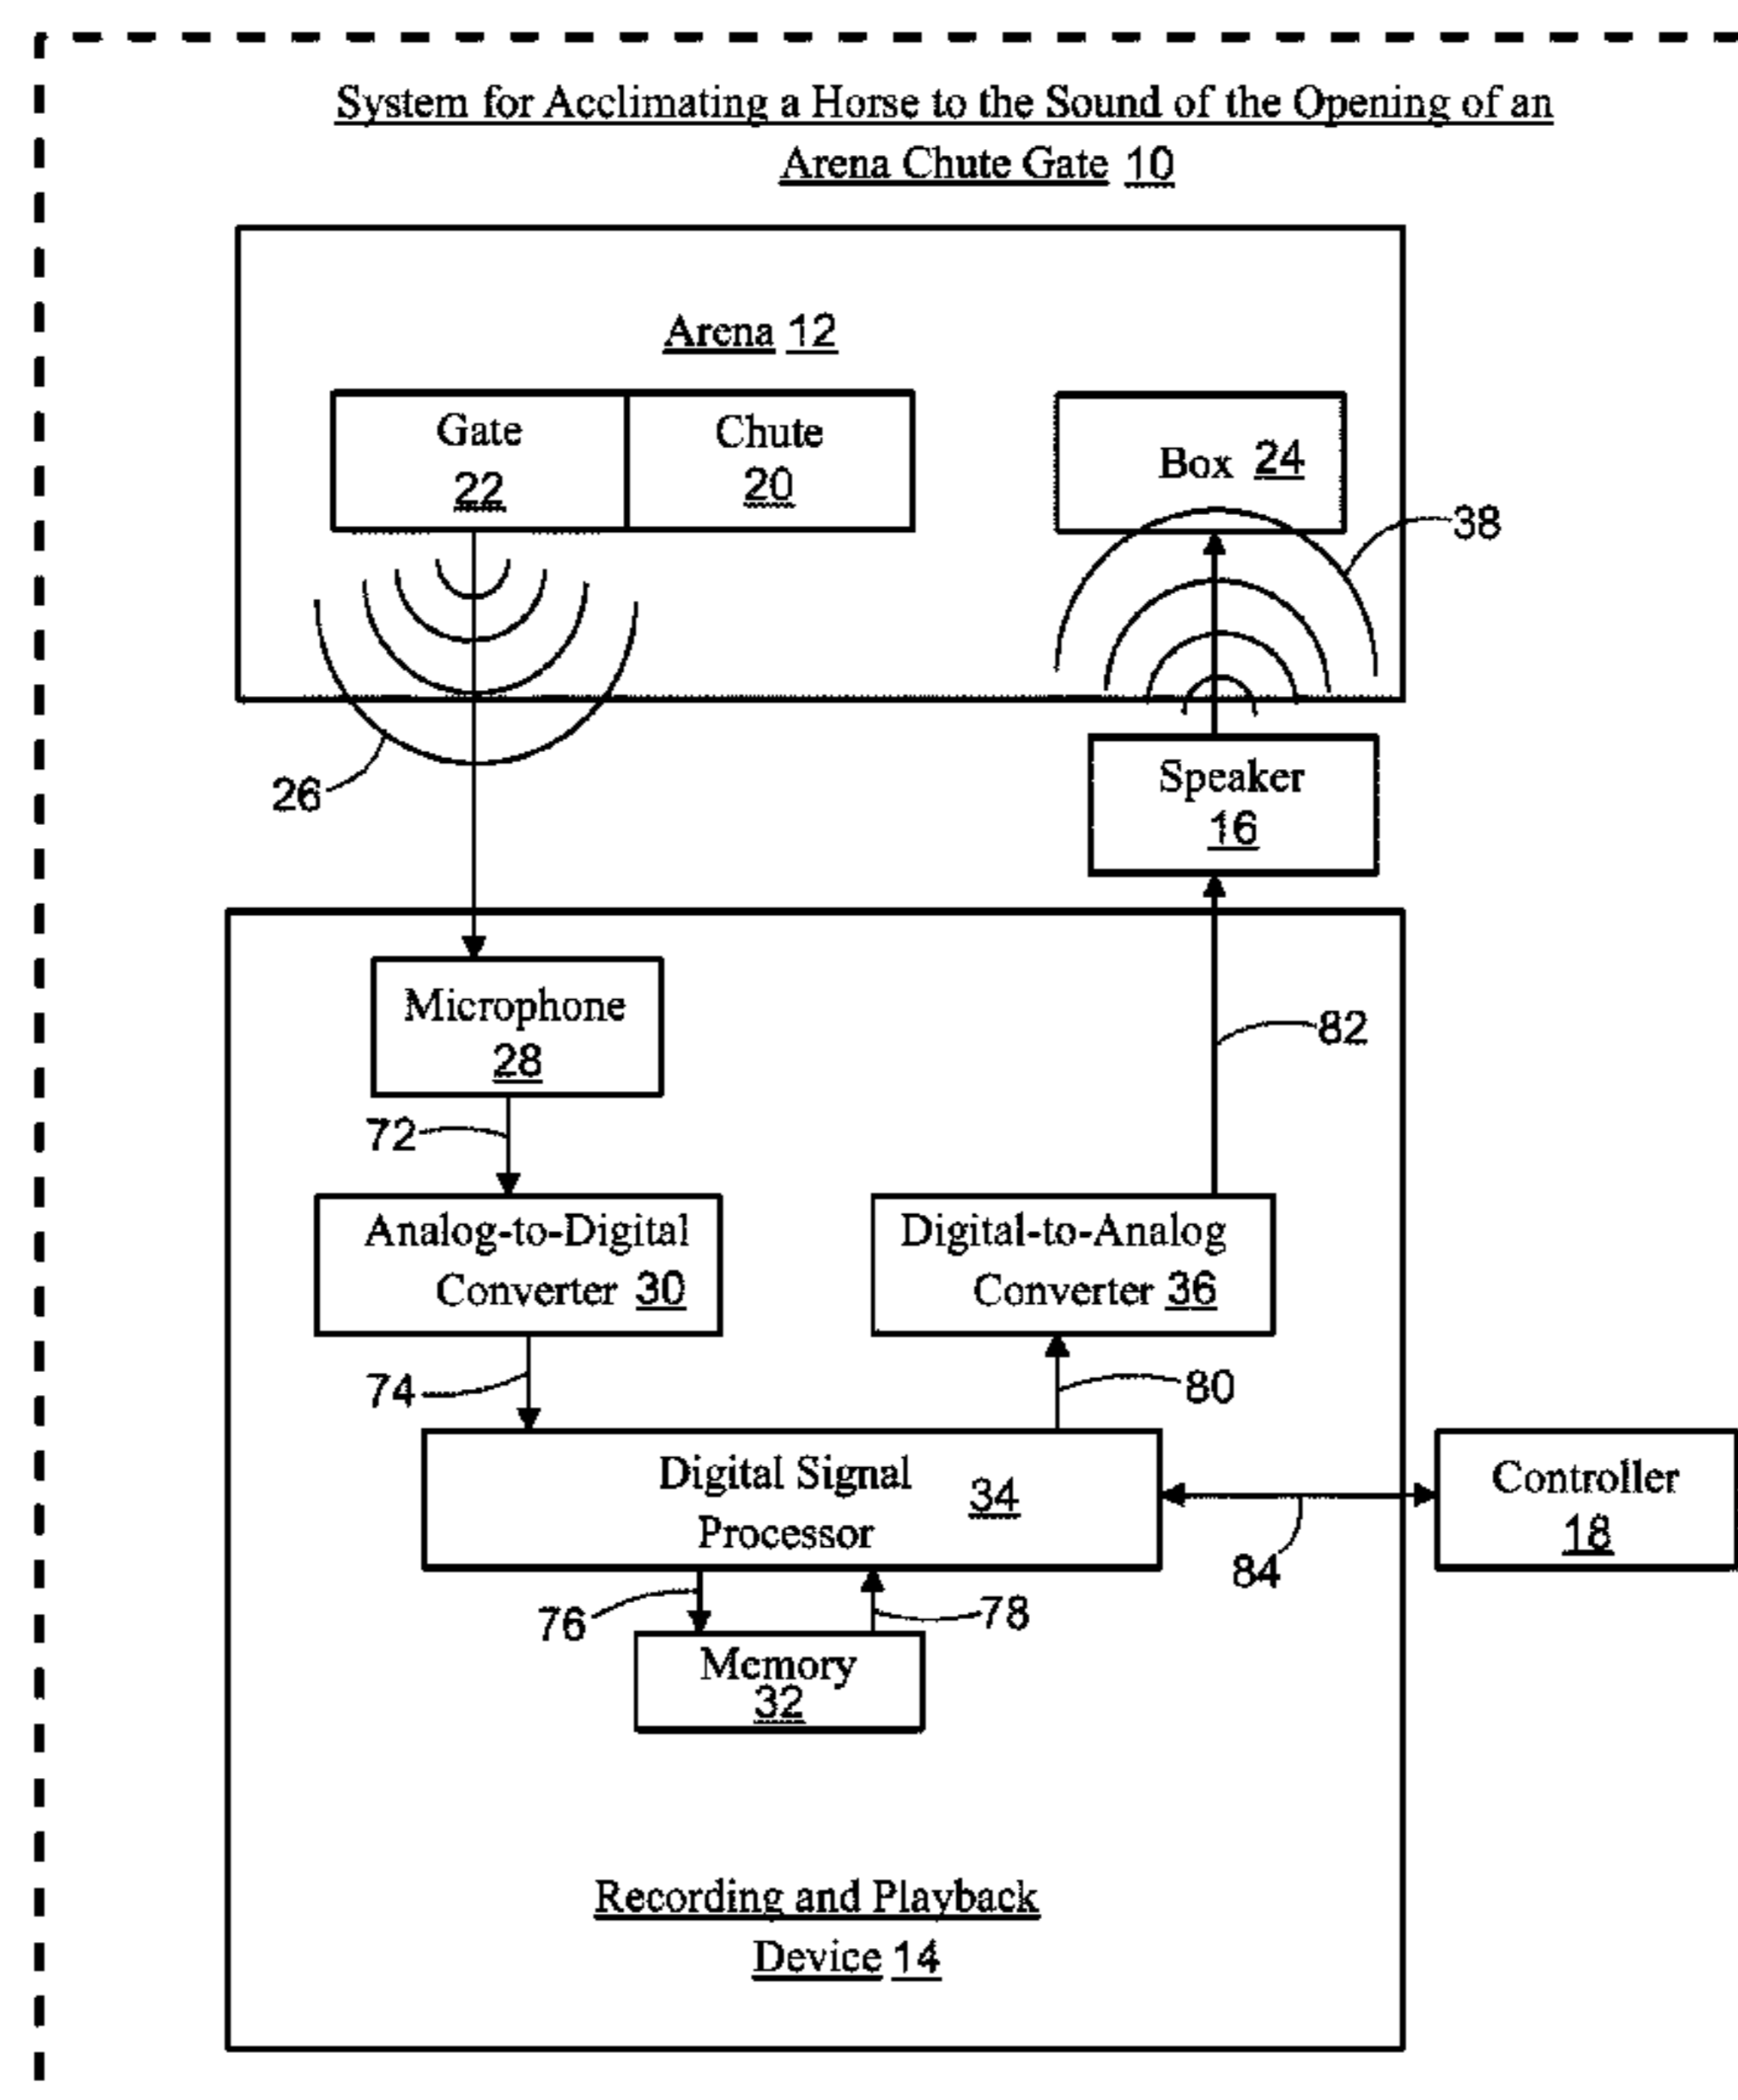 System for Acclimating a Horse to the Sound of the Opening of an
Arena Chute Gate 10
Arena 12
Gate
22
Chute
20
Box 24
38
26
Speaker
16
Microphone
28
82
72
Analog-to-Digital
Converter 30
Digital-to-Analog
Converter 36
74
80
Digital Signal
Processor
34
Controller
18
84
76
78
Memory
32
Recording and Playback
Device 14